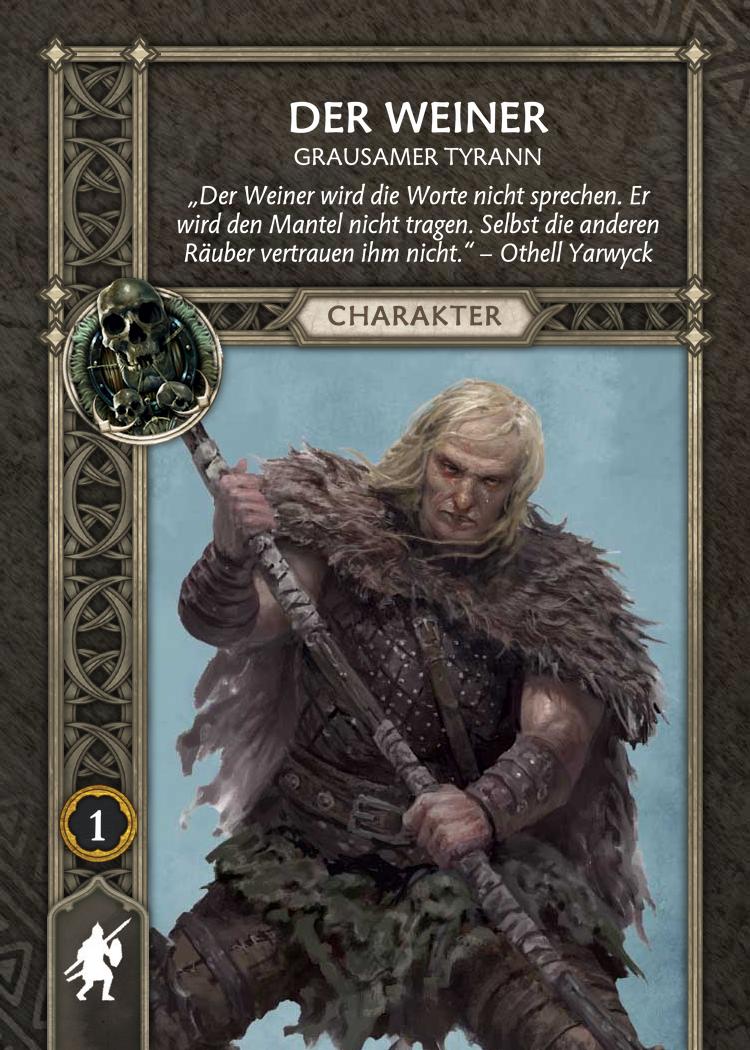 DER WEINER
GRAUSAMER TYRANN
„Der Weiner wird die Worte nicht sprechen. Er
wird den Mantel nicht tragen. Selbst die anderen
Räuber vertrauen ihm nicht.“ – Othell Yarwyck
CHARAKTER
1